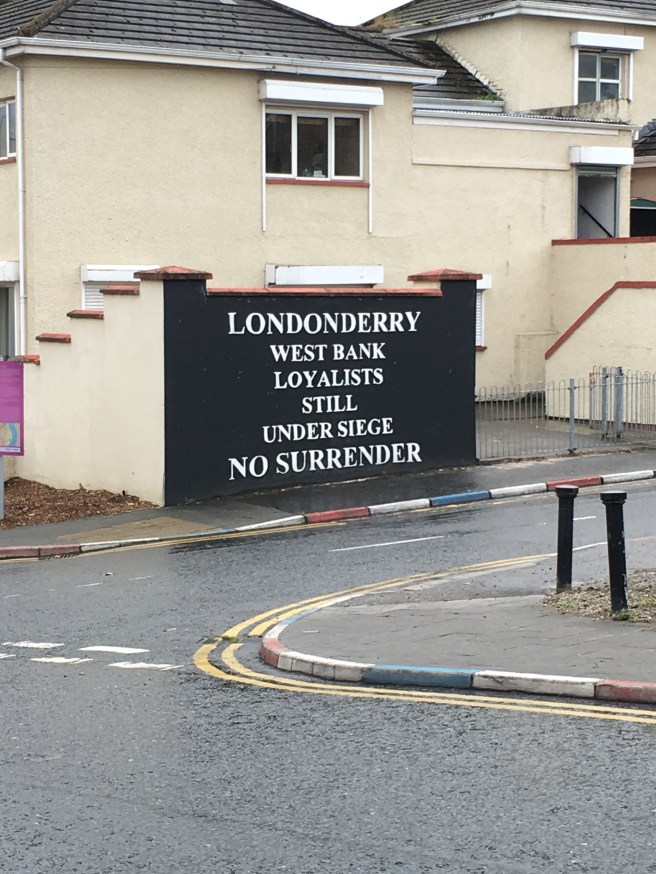 LONDONDERRY
WEST BANK
LOYALISTS
STILL
UNDER SIEGE
NO SURRENDER